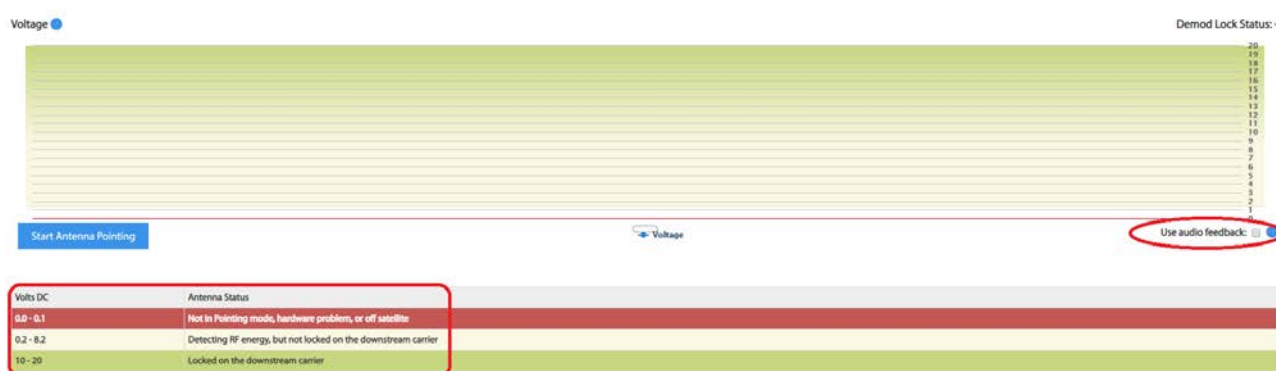 Voltage
Demod Lock Status:
20
19
18
17
16
15
14
13
12
11
10
9
8
7
6
5
4
3
2
1
0
Start Antenna Pointing
Voltage
Use audio feedback:
Volts DC Antenna Status
0.0 - 0.1 Not in Pointing mode, hardware problem, or off satellite
0.2 - 8.2 Detecting RF energy, but not locked on the downstream carrier
10 - 20 Locked on the downstream carrier